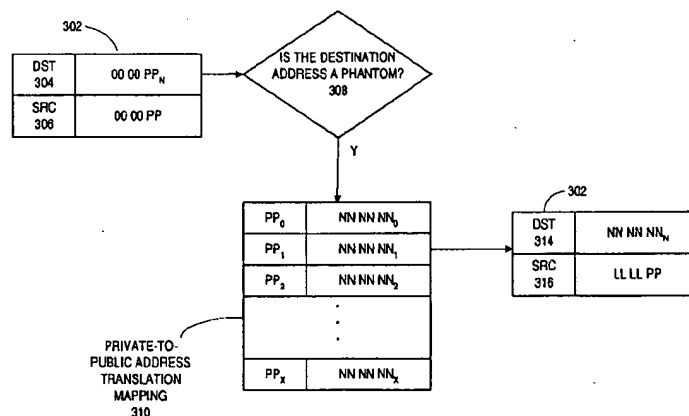 302
DST
304
00 00 PP_N
SRC
306
00 00 PP
IS THE DESTINATION
ADDRESS A PHANTOM?
308
Y
PP_0 NN NN NN_0
PP_1 NN NN NN_1
PP_2 NN NN NN_2
PP_X NN NN NN_X
PRIVATE-TO-
PUBLIC ADDRESS
TRANSLATION
MAPPING
310
302
DST
314
NN NN NN_N
SRC
316
LL LL PP